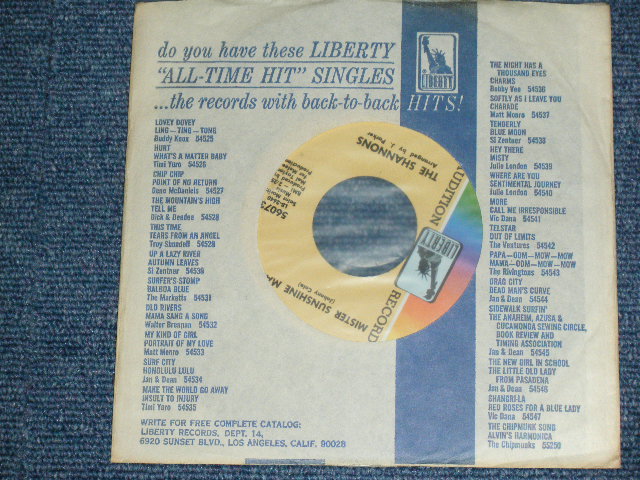 do you have these LIBERTY
"ALL-TIME HIT" SINGLES
...the records with back-to-back HITS!
LIBERTY
LOVEY DOVEY
LING-TING-TONG
Buddy Knox 54525
HURT
WHAT'S A MATTER BABY
Timi Yuro 54526
CHIP CHIP
POINT OF NO RETURN
Gene McDaniels 54527
THE MOUNTAIN'S HIGH
TELL ME
Dick & Deedee 54528
THIS TIME
TEARS FROM AN ANGEL
Troy Shondell
UP A LAZY RIVER
AUTUMN LEAVES
Si Zentner 54530
SURFER'S STOMP
BALBOA BLUE
The Marketts 54531
OLD RIVERS
MAMA SANG A SONG
Walter Brennan 54532
MY KIND OF GIRL
PORTRAIT OF MY LOVE
Matt Monro 54533
SURF CITY
HONOLULU LULU
Jan & Dean 54534
MAKE THE WORLD GO AWAY
INSULT TO INJURY
Timi Yuro 54535
WRITE FOR FREE COMPLETE CATALOG:
LIBERTY RECORDS, DEPT. 14,
6920 SUNSET BLVD., LOS ANGELES, CALIF. 90028
THE NIGHT HAS A
THOUSAND EYES
CHARMS
Bobby Vee 54536
SOFTLY AS I LEAVE YOU
CHARADE
Matt Monro 54537
TENDERLY
BLUE MOON
Si Zentner 54538
HEY THERE
MISTY
Julie London 54539
WHERE ARE YOU
SENTIMENTAL JOURNEY
Julie London 54540
MORE
CALL ME IRRESPONSIBLE
Vic Dana 54541
TELSTAR
OUT OF LIMITS
The Ventures 54542
PAPA-OOM-MOW-MOW
MAMA-OOM-MOW-MOW
The Rivingtons 54543
DRAG CITY
DEAD MAN'S CURVE
Jan & Dean 54544
SIDEWALK SURFIN'
THE ANAHEIM, AZUSA &
CUCAMONGA SEWING CIRCLE,
BOOK REVIEW AND
TIMING ASSOCIATION
Jan & Dean 54545
THE NEW GIRL IN SCHOOL
THE LITTLE OLD LADY
FROM PASADENA
Jan & Dean 54546
SHANGRI-LA
RED ROSES FOR A BLUE LADY
Vic Dana 54547
THE CHIPMUNK SONG
ALVIN'S HARMONICA
The Chipmunks 55250
AUDITION RECORD
LIBERTY
MISTER SUNSHINE MA
(Johnny Cole)
56073
THE SHANNONS
Arranged by J. Parker